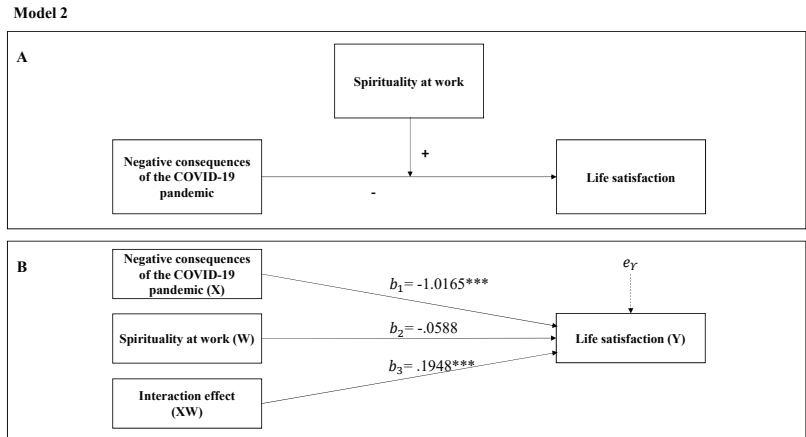 Model 2
A
Spirituality at work
+
Negative consequences
of the COVID-19
pandemic
-
Life satisfaction
B
Negative consequences
of the COVID-19
pandemic (X)
b₁= -1.0165***
e_Y
Spirituality at work (W)
b₂= -.0588
Life satisfaction (Y)
b₃= .1948***
Interaction effect
(XW)